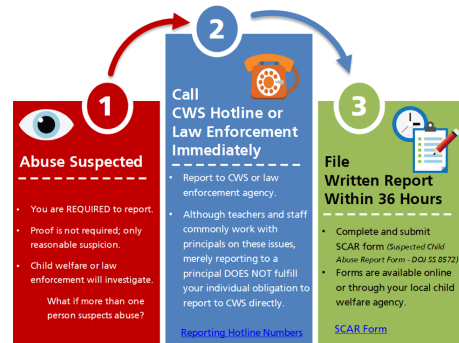 1
Abuse Suspected
• You are REQUIRED to report.
• Proof is not required; only
reasonable suspicion.
• Child welfare or law
enforcement will investigate.
What if more than one
person suspects abuse?
2
Call
CWS Hotline or
Law Enforcement
Immediately
• Report to CWS or law
enforcement agency.
• Although teachers and staff
commonly work with
principals on these issues,
merely reporting to a
principal DOES NOT fulfill
your individual obligation to
report to CWS directly.
Reporting Hotline Numbers
3
File
Written Report
Within 36 Hours
• Complete and submit
SCAR form (Suspected Child
Abuse Report Form - DOJ SS 8572)
• Forms are available online
or through your local child
welfare agency.
SCAR Form